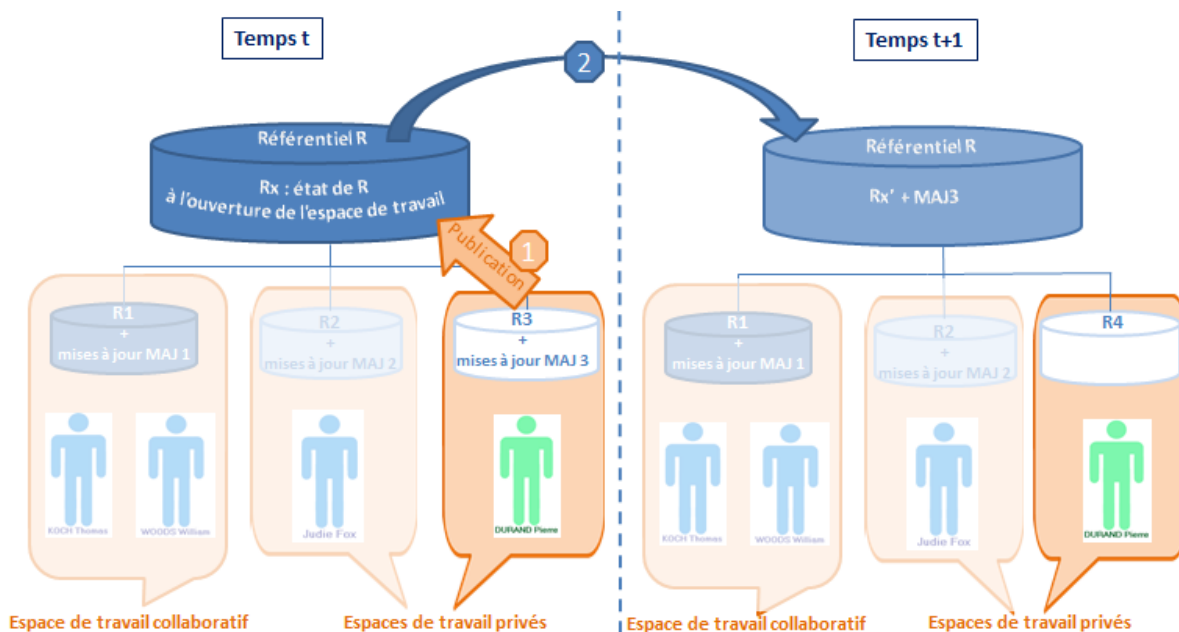 Temps t
2
Temps t+1
Référentiel R
Rx : état de R
à l'ouverture de l'espace de travail
Référentiel R
Rx' + MAJ3
1
Publication
R1
+
mises à jour MAJ 1
R2
+
mises à jour MAJ 2
R3
+
mises à jour MAJ 3
R1
+
mises à jour MAJ1
R2
+
mises à jour MAJ 2
R4
KOCH Thomas
WOODS William
Judie Fox
DURAND Pierre
KOCH Thomas
WOODS William
Judie Fox
DURAND Pierre
Espace de travail collaboratif
Espaces de travail privés
Espace de travail collaboratif
Espaces de travail privés